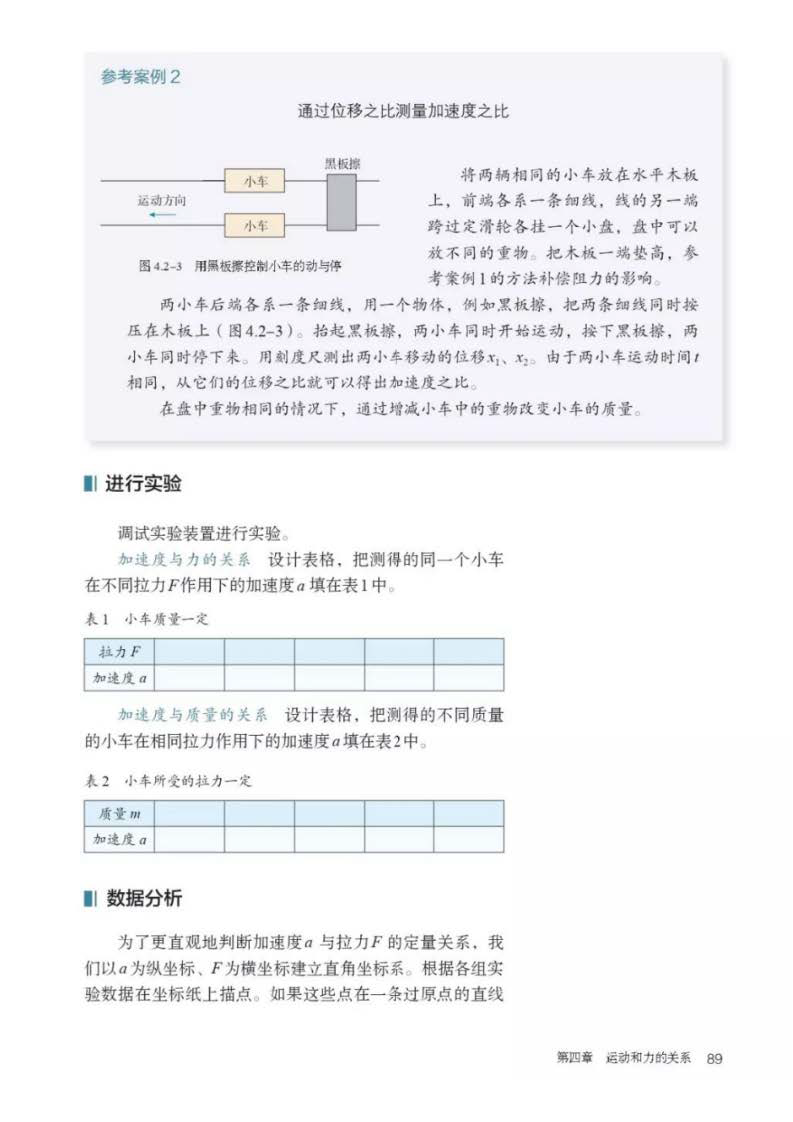 参考案例 2
通过位移之比测量加速度之比
黑板擦
小车
运动方向
小车
图 4.2-3 用黑板擦控制小车的动与停
将两辆相同的小车放在水平木板
上，前端各系一条细线，线的另一端
跨过定滑轮各挂一个小盘，盘中可以
放不同的重物。把木板一端垫高，参
考案例 1 的方法补偿阻力的影响。
两小车后端各系一条细线，用一个物体，例如黑板擦，把两条细线同时按
压在木板上（图 4.2-3）。抬起黑板擦，两小车同时开始运动，按下黑板擦，两
小车同时停下来。用刻度尺测出两小车移动的位移x₁、x₂。由于两小车运动时间 t
相同，从它们的位移之比就可以得出加速度之比。
在盘中重物相同的情况下，通过增减小车中的重物改变小车的质量。
进行实验
调试实验装置进行实验。
加速度与力的关系 设计表格，把测得的同一个小车
在不同拉力F作用下的加速度a 填在表1中。
表 1 小车质量一定
拉力 F
加速度 a
加速度与质量的关系 设计表格，把测得的不同质量
的小车在相同拉力作用下的加速度a填在表2中。
表 2 小车所受的拉力一定
质量 m
加速度 a
数据分析
为了更直观地判断加速度a 与拉力F 的定量关系，我
们以a为纵坐标、F为横坐标建立直角坐标系。根据各组实
验数据在坐标纸上描点。如果这些点在一条过原点的直线
第四章 运动和力的关系 89